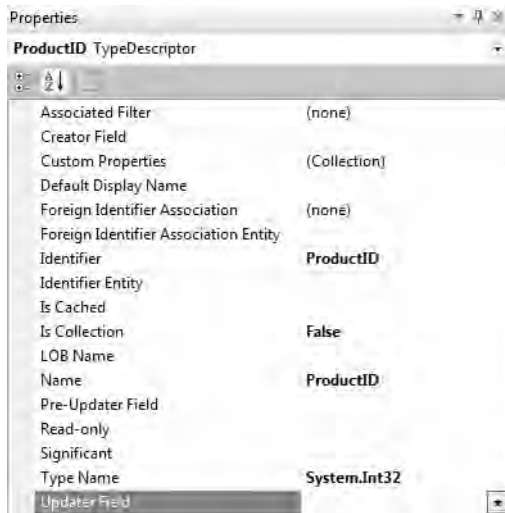 Properties
ProductID TypeDescriptor
Associated Filter (none)
Creator Field
Custom Properties (Collection)
Default Display Name
Foreign Identifier Association (none)
Foreign Identifier Association Entity
Identifier ProductID
Identifier Entity
Is Cached
Is Collection False
LOB Name
Name ProductID
Pre-Updater Field
Read-only
Significant
Type Name System.Int32
Updater Field